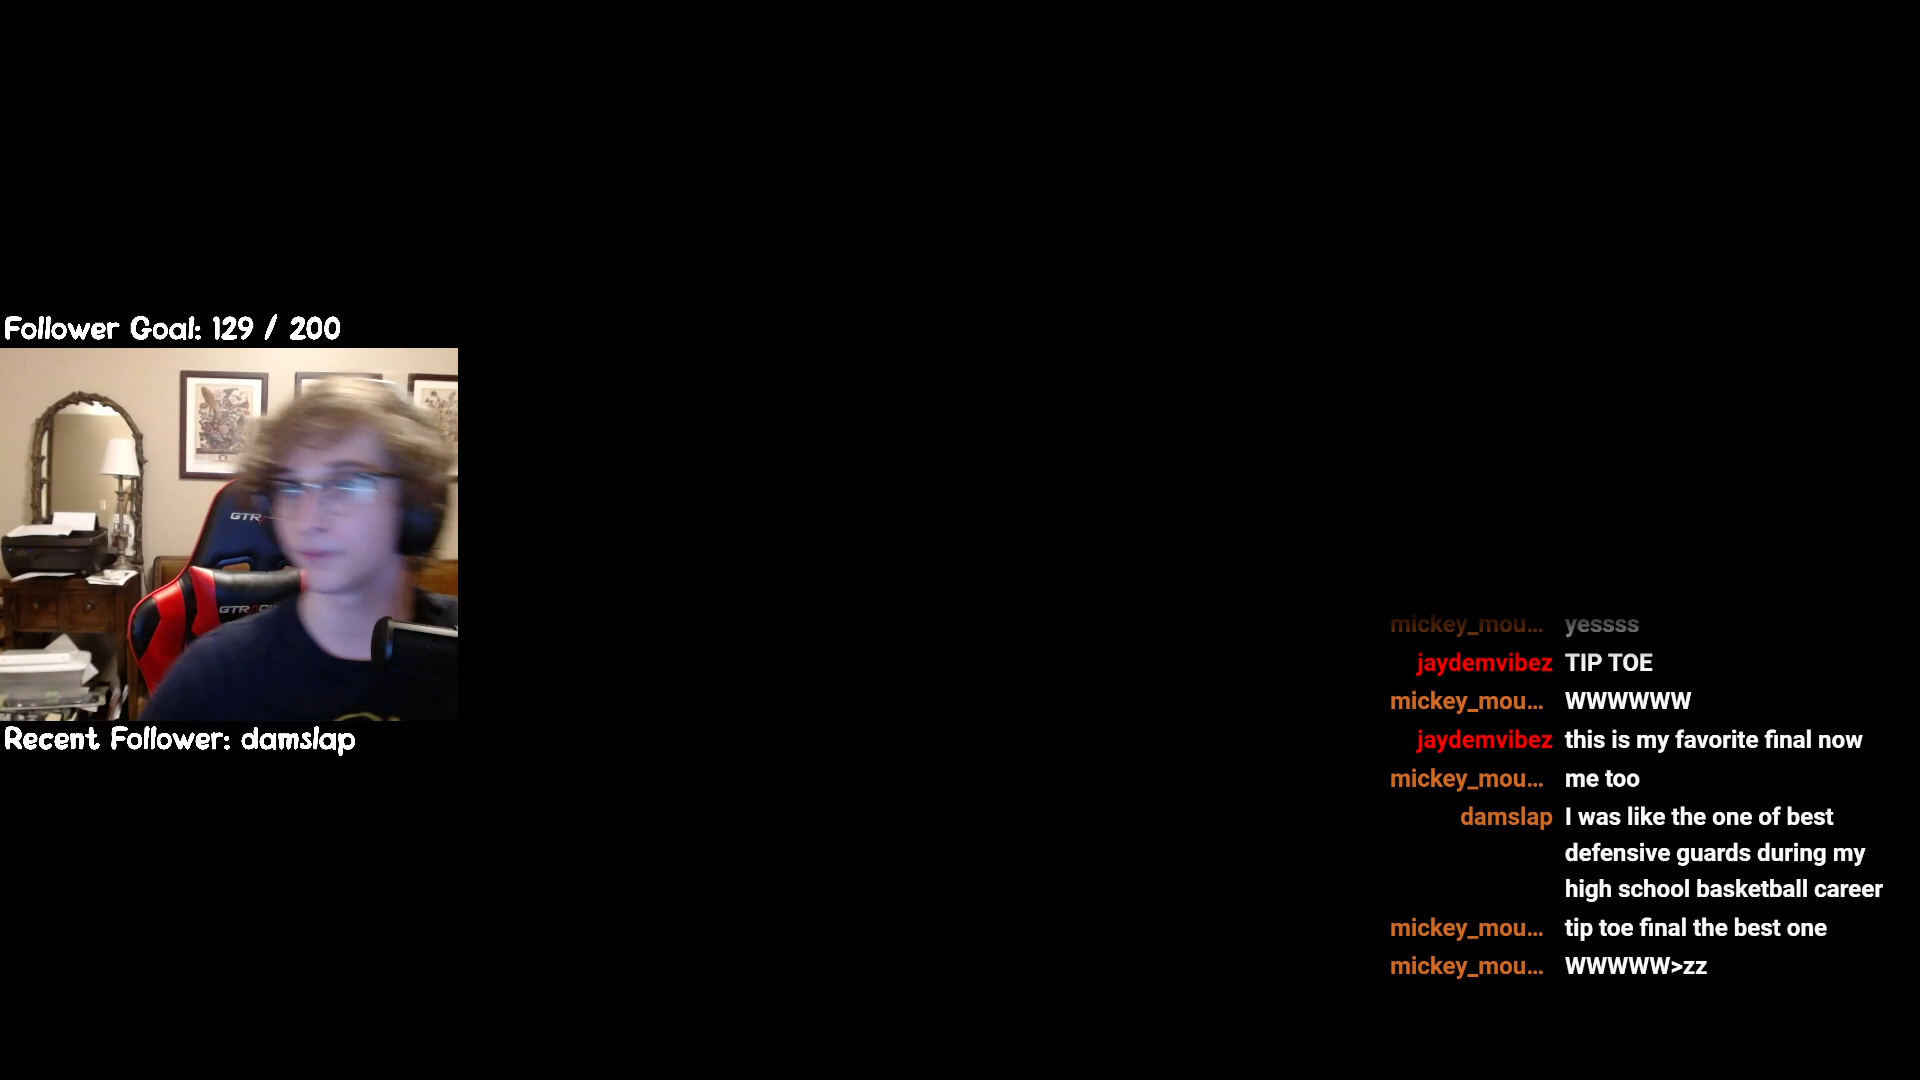 Follower Goal: 129 / 200
GTR
GTR
Recent Follower: damslap
mickey_mou... yessss
jaydemvibez TIP TOE
mickey_mou... WWWWWW
jaydemvibez this is my favorite final now
mickey_mou... me too
damslap I was like the one of best
defensive guards during my
high school basketball career
mickey_mou... tip toe final the best one
mickey_mou... WWWWW>zz